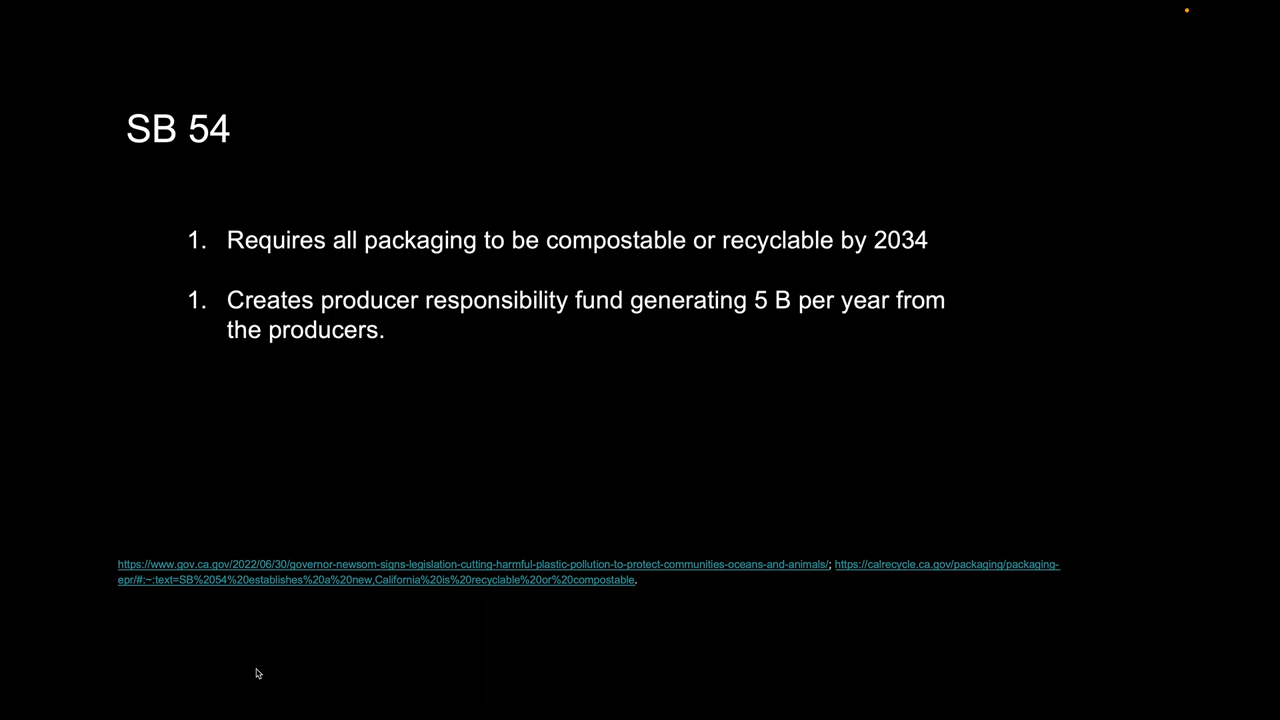 SB 54
1. Requires all packaging to be compostable or recyclable by 2034
1. Creates producer responsibility fund generating 5 B per year from
the producers.
https://www.gov.ca.gov/2022/06/30/governor-newsom-signs-legislation-cutting-harmful-plastic-pollution-to-protect-communities-oceans-and-animals/; https://calrecycle.ca.gov/packaging/packaging-
epr/#:~:text=SB%2054%20establishes%20a%20new,California%20is%20recyclable%20or%20compostable.